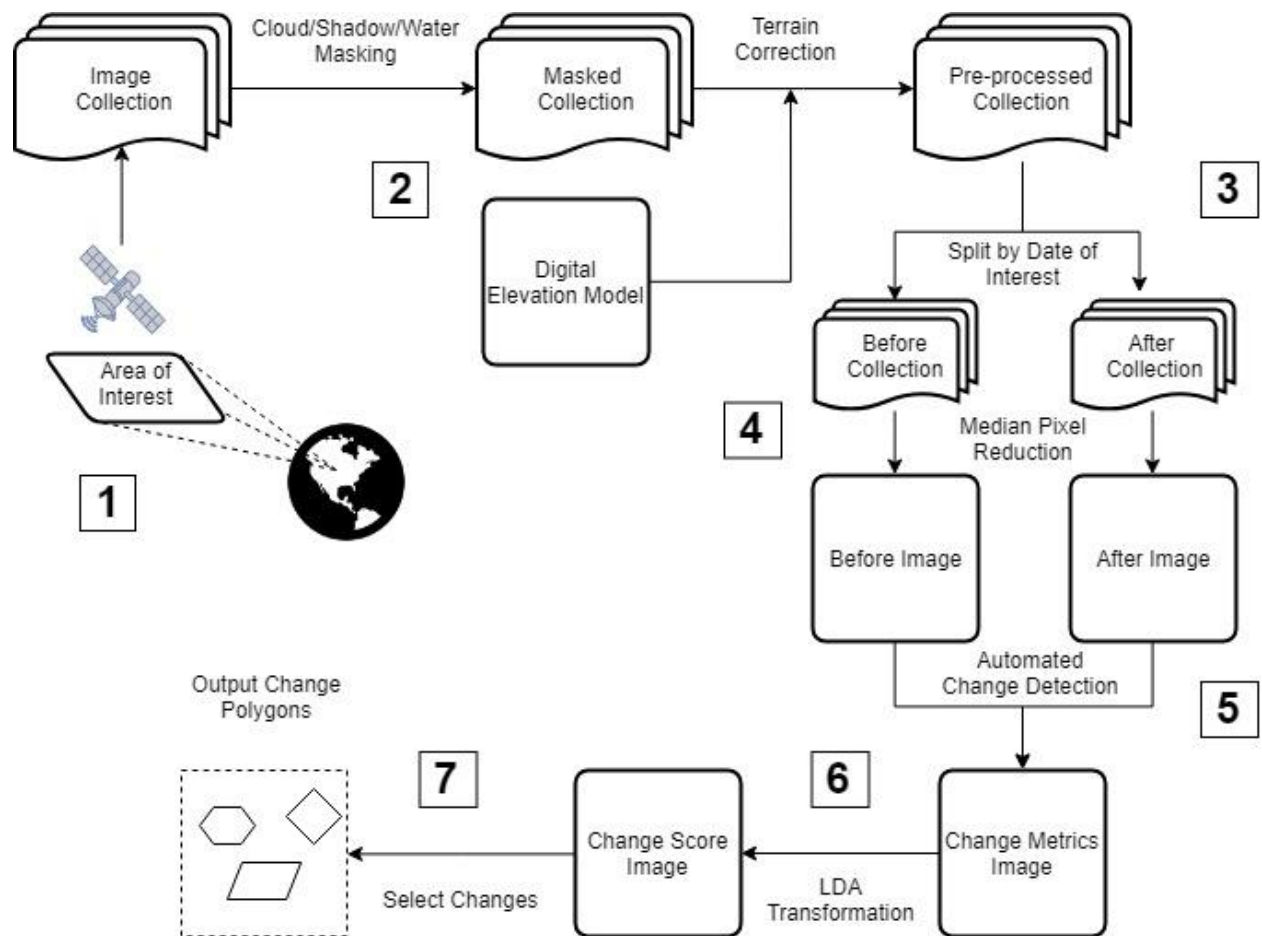 Cloud/Shadow/Water
Masking
Terrain
Correction
Image
Collection
Masked
Collection
Pre-processed
Collection
2
3
Digital
Elevation Model
Split by Date of
Interest
Area of
Interest
Before
Collection
After
Collection
4
Median Pixel
Reduction
1
Before Image
After Image
Automated
Change Detection
5
Output Change
Polygons
7
6
Change Score
Image
Change Metrics
Image
Select Changes
LDA
Transformation